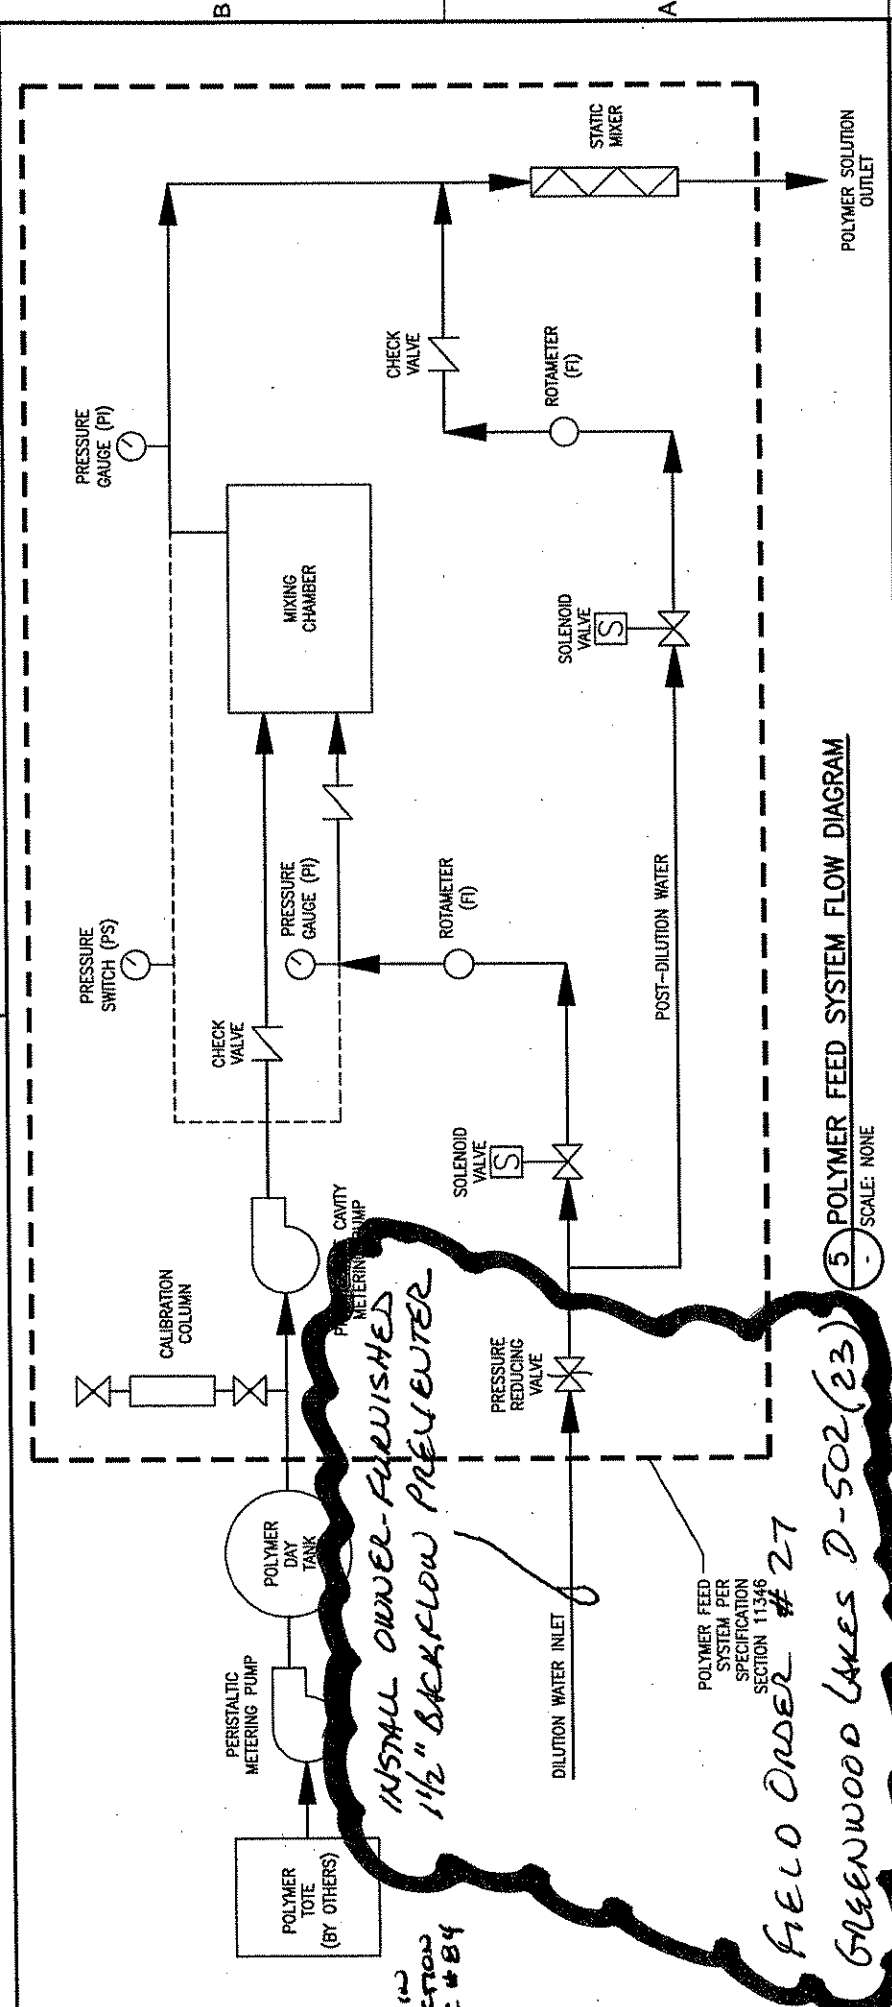 B
A
PRESSURE
GAUGE (PI)
STATIC
MIXER
POLYMER SOLUTION
OUTLET
CHECK
VALVE
ROTAMETER
(FI)
MIXING
CHAMBER
SOLENOID
VALVE
S
PRESSURE
SWITCH (PS)
CHECK
VALVE
PRESSURE
GAUGE (PI)
ROTAMETER
(FI)
POST-DILUTION WATER
SOLENOID
VALVE
S
CALIBRATION
COLUMN
CAVITY
METERING PUMP
PRESSURE
REDUCING
VALVE
POLYMER
DAY
TANK
PERISTALTIC
METERING PUMP
POLYMER
TOTE
(BY OTHERS)
INSTALL OWNER-FURNISHED
1 1/2" BACKFLOW PREVENTER
DILUTION WATER INLET
POLYMER FEED
SYSTEM PER
SPECIFICATION
SECTION 11346
FIELD ORDER #27
GREENWOOD LAKES D-502(23)
5
-
POLYMER FEED SYSTEM FLOW DIAGRAM
SCALE: NONE
#84